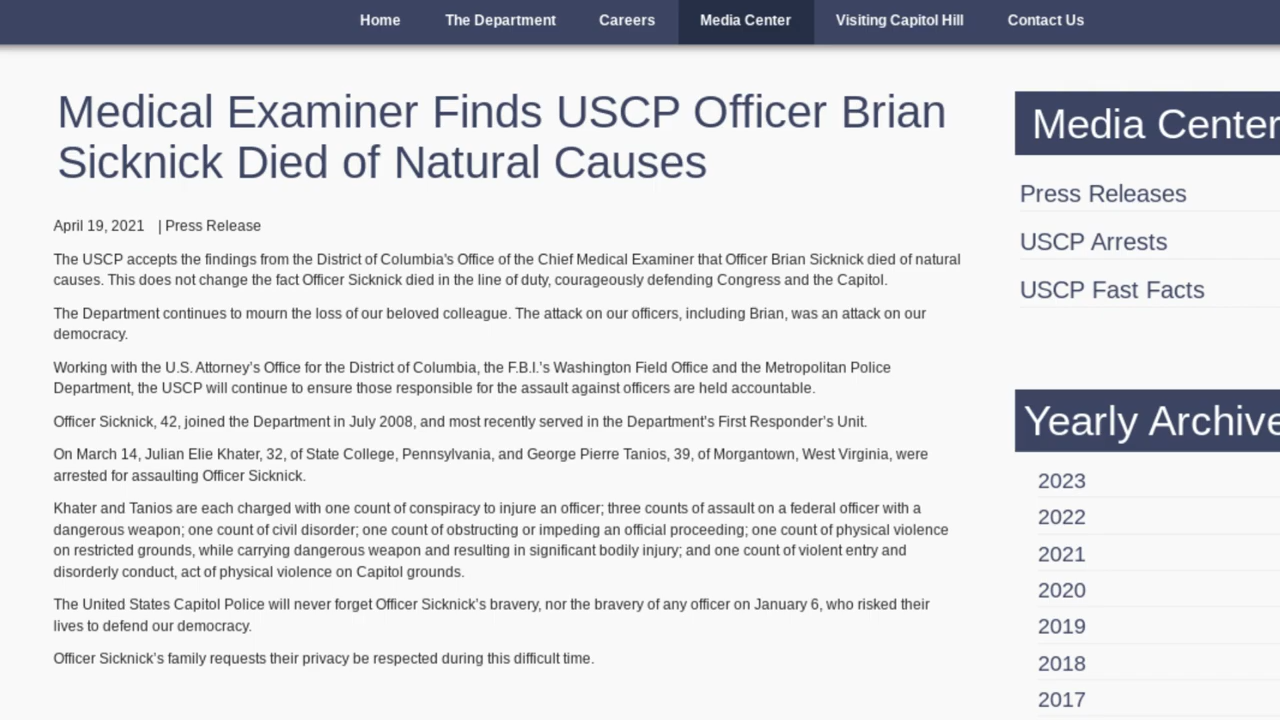 Home The Department Careers Media Center Visiting Capitol Hill Contact Us
Medical Examiner Finds USCP Officer Brian
Sicknick Died of Natural Causes
April 19, 2021 | Press Release
The USCP accepts the findings from the District of Columbia's Office of the Chief Medical Examiner that Officer Brian Sicknick died of natural
causes. This does not change the fact Officer Sicknick died in the line of duty, courageously defending Congress and the Capitol.
The Department continues to mourn the loss of our beloved colleague. The attack on our officers, including Brian, was an attack on our
democracy.
Working with the U.S. Attorney’s Office for the District of Columbia, the F.B.I.’s Washington Field Office and the Metropolitan Police
Department, the USCP will continue to ensure those responsible for the assault against officers are held accountable.
Officer Sicknick, 42, joined the Department in July 2008, and most recently served in the Department’s First Responder’s Unit.
On March 14, Julian Elie Khater, 32, of State College, Pennsylvania, and George Pierre Tanios, 39, of Morgantown, West Virginia, were
arrested for assaulting Officer Sicknick.
Khater and Tanios are each charged with one count of conspiracy to injure an officer; three counts of assault on a federal officer with a
dangerous weapon; one count of civil disorder; one count of obstructing or impeding an official proceeding; one count of physical violence
on restricted grounds, while carrying dangerous weapon and resulting in significant bodily injury; and one count of violent entry and
disorderly conduct, act of physical violence on Capitol grounds.
The United States Capitol Police will never forget Officer Sicknick’s bravery, nor the bravery of any officer on January 6, who risked their
lives to defend our democracy.
Officer Sicknick’s family requests their privacy be respected during this difficult time.
Media Center
Press Releases
USCP Arrests
USCP Fast Facts
Yearly Archive
2023
2022
2021
2020
2019
2018
2017